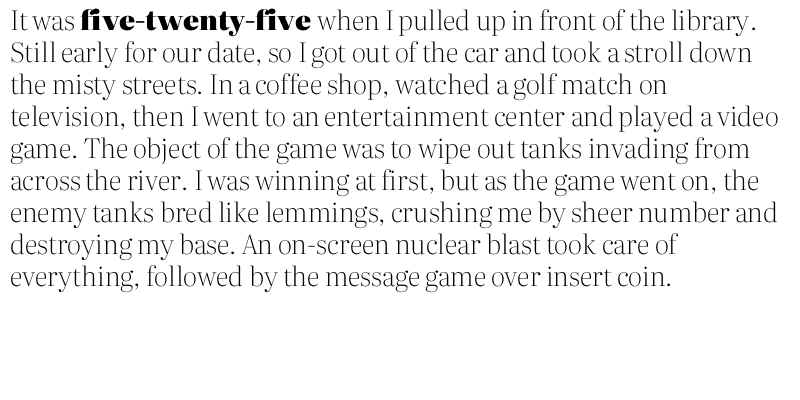 It was five-twenty-five when I pulled up in front of the library.
Still early for our date, so I got out of the car and took a stroll down
the misty streets. In a coffee shop, watched a golf match on
television, then I went to an entertainment center and played a video
game. The object of the game was to wipe out tanks invading from
across the river. I was winning at first, but as the game went on, the
enemy tanks bred like lemmings, crushing me by sheer number and
destroying my base. An on-screen nuclear blast took care of
everything, followed by the message game over insert coin.